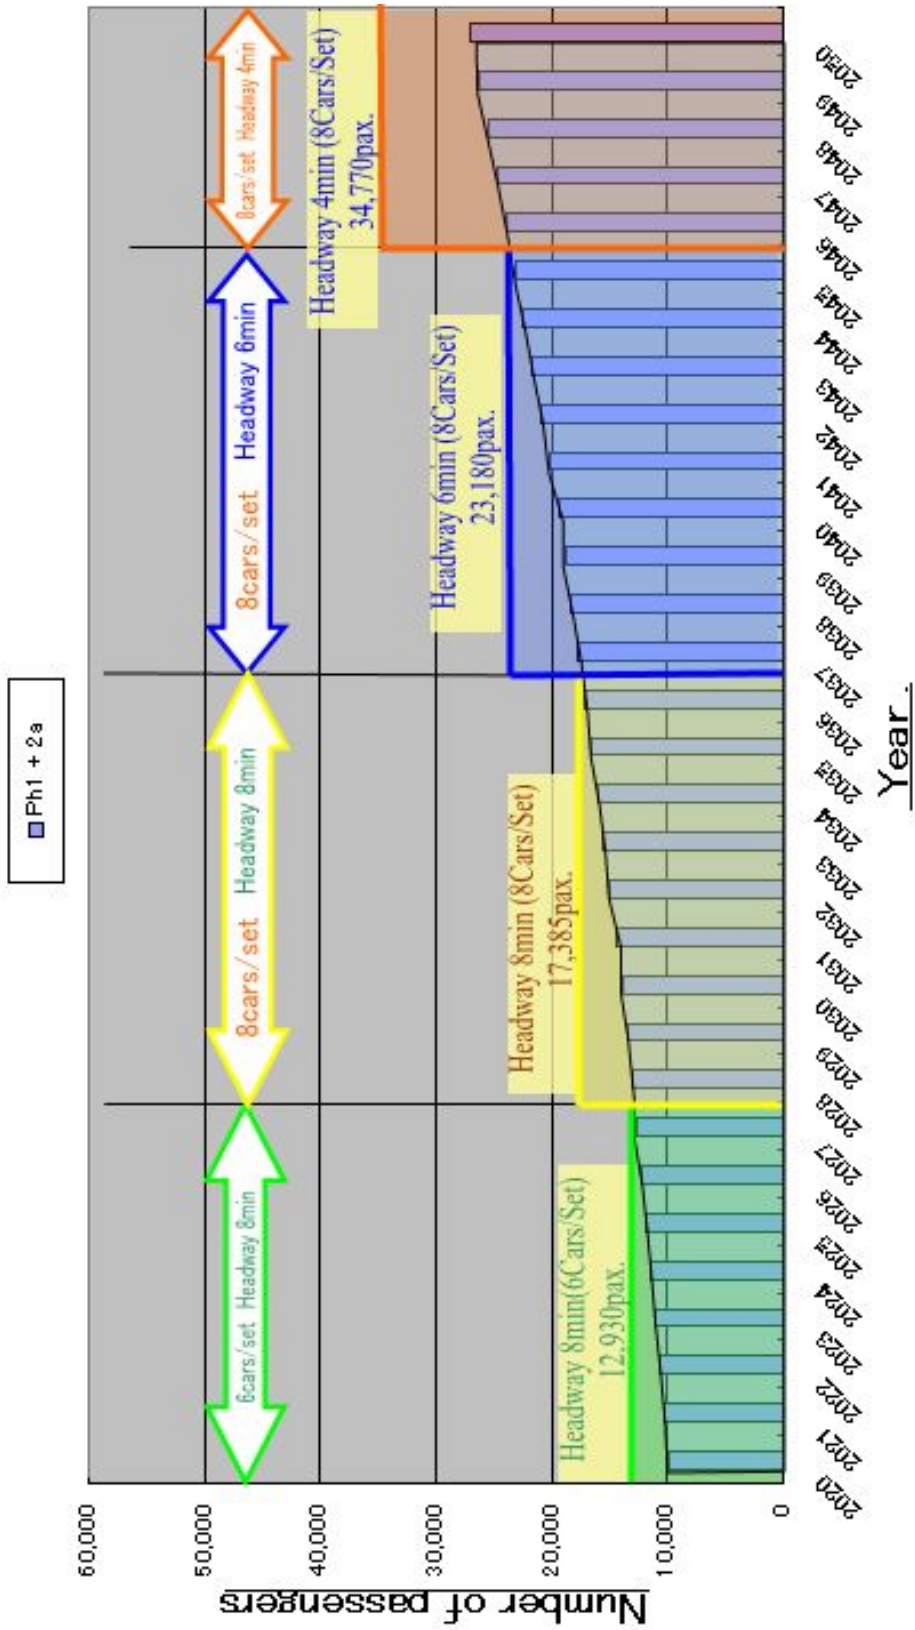 Ph1 + 2a
60,000
50,000
40,000
30,000
20,000
10,000
0
Number of passengers
6cars/set Headway 8min
8cars/set Headway 8min
8cars/set Headway 6min
8cars/set Headway 4min
Headway 4min (8Cars/Set)
34,770pax.
Headway 6min (8Cars/Set)
23,180pax.
Headway 8min (8Cars/Set)
17,385pax.
Headway 8min(6Cars/Set)
12.930pax.
2020
2021
2022
2023
2024
2025
2026
2027
2028
2029
2030
2031
2032
2033
2034
2035
2036
2037
2038
2039
2040
2041
2042
2043
2044
2045
2046
2047
2048
2049
2050
Year.